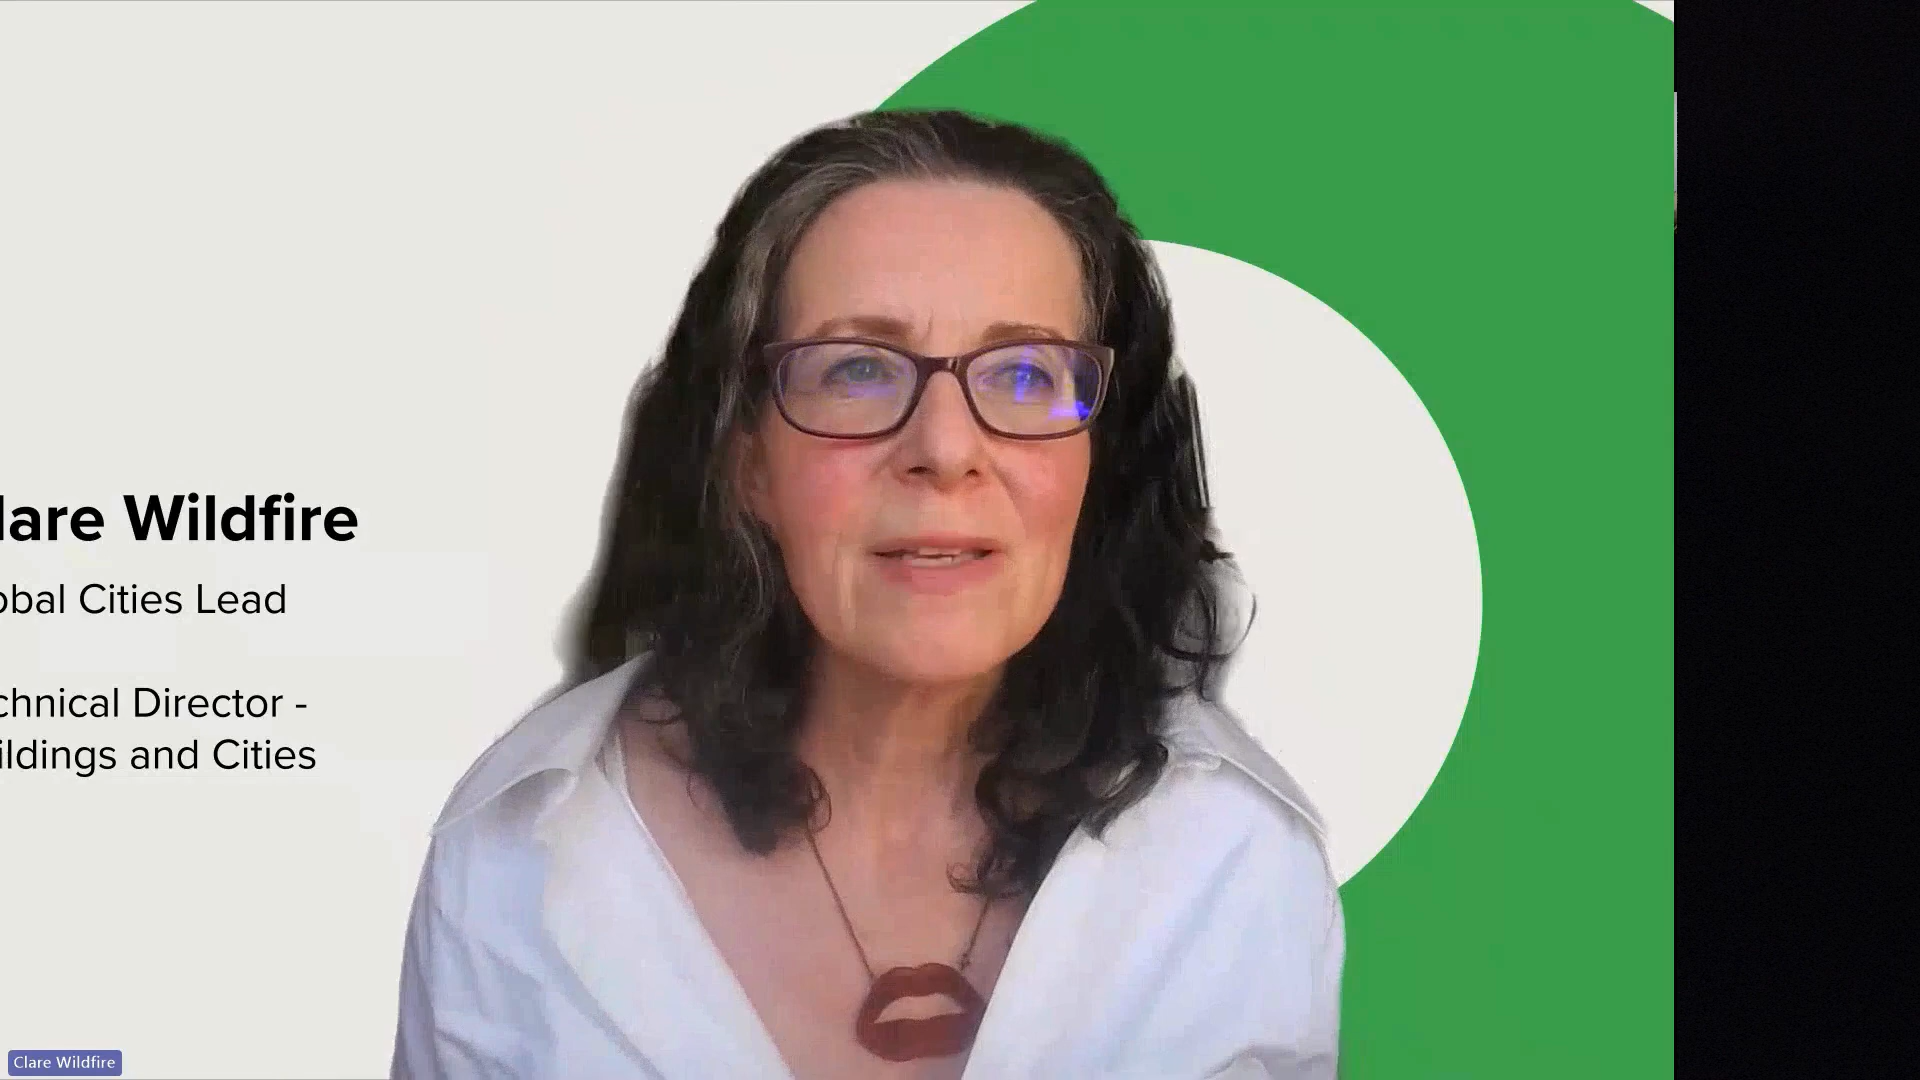 lare Wildfire
obal Cities Lead
chnical Director -
ildings and Cities
Clare Wildfire